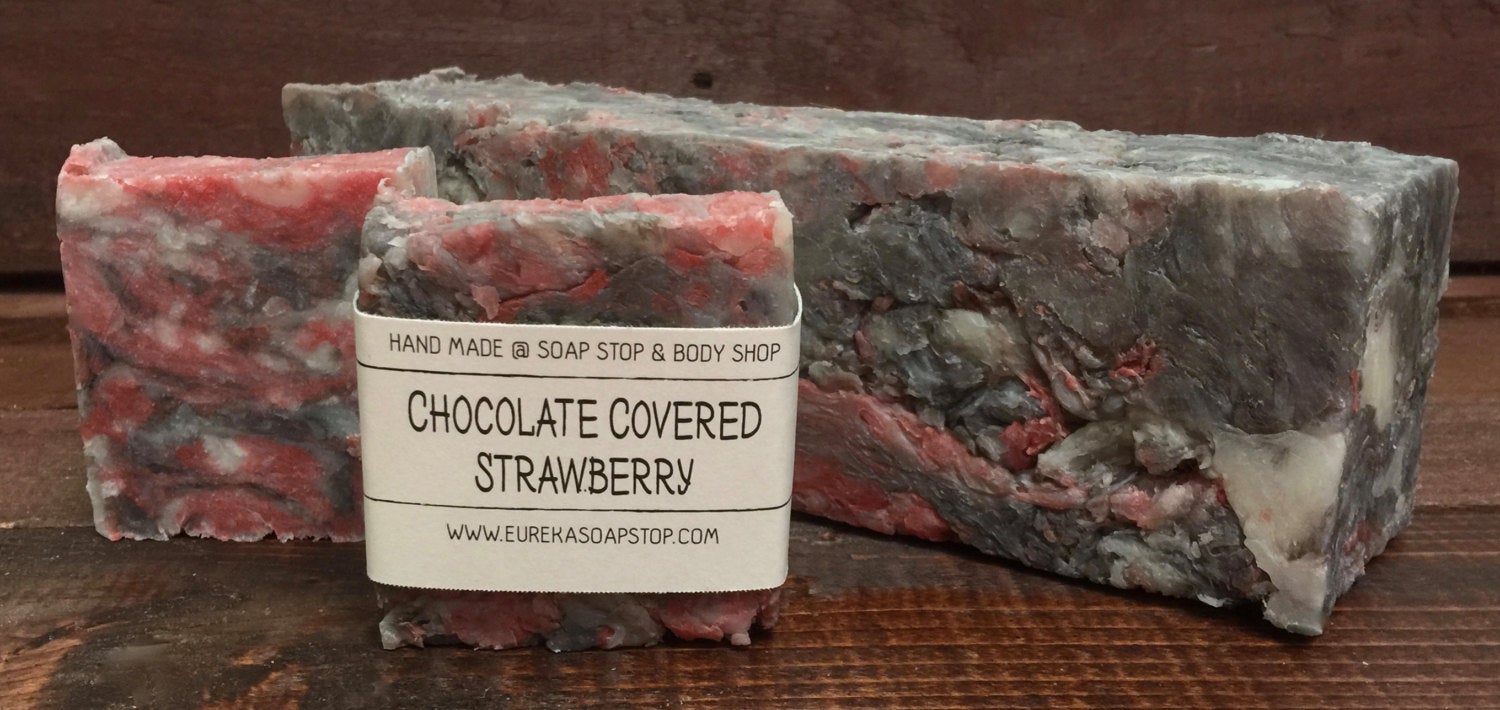 HAND MADE @ SOAP STOP & BODY SHOP
CHOCOLATE COVERED
STRAWBERRY
WWW.EUREKASOAPSTOP.COM